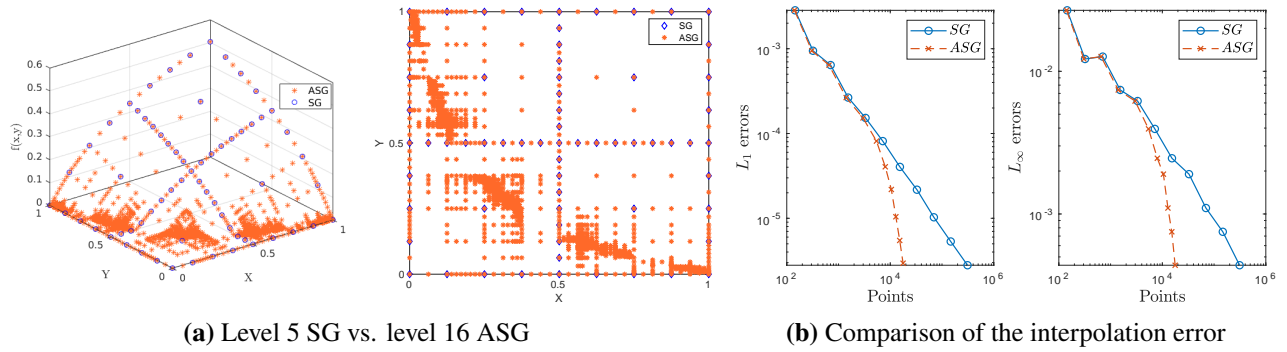 0.6
0.5
0.4
0.3
0.2
0.1
0
f(x,y)
ASG
SG
1
0.5
0
Y
0
0.5
1
X
1
0.5
0
Y
SG
ASG
0
0.5
1
X
10^-3
10^-4
10^-5
L_1 errors
SG
ASG
10^2
10^4
10^6
Points
10^-2
10^-3
L_∞ errors
SG
ASG
10^2
10^4
10^6
Points
(a) Level 5 SG vs. level 16 ASG
(b) Comparison of the interpolation error